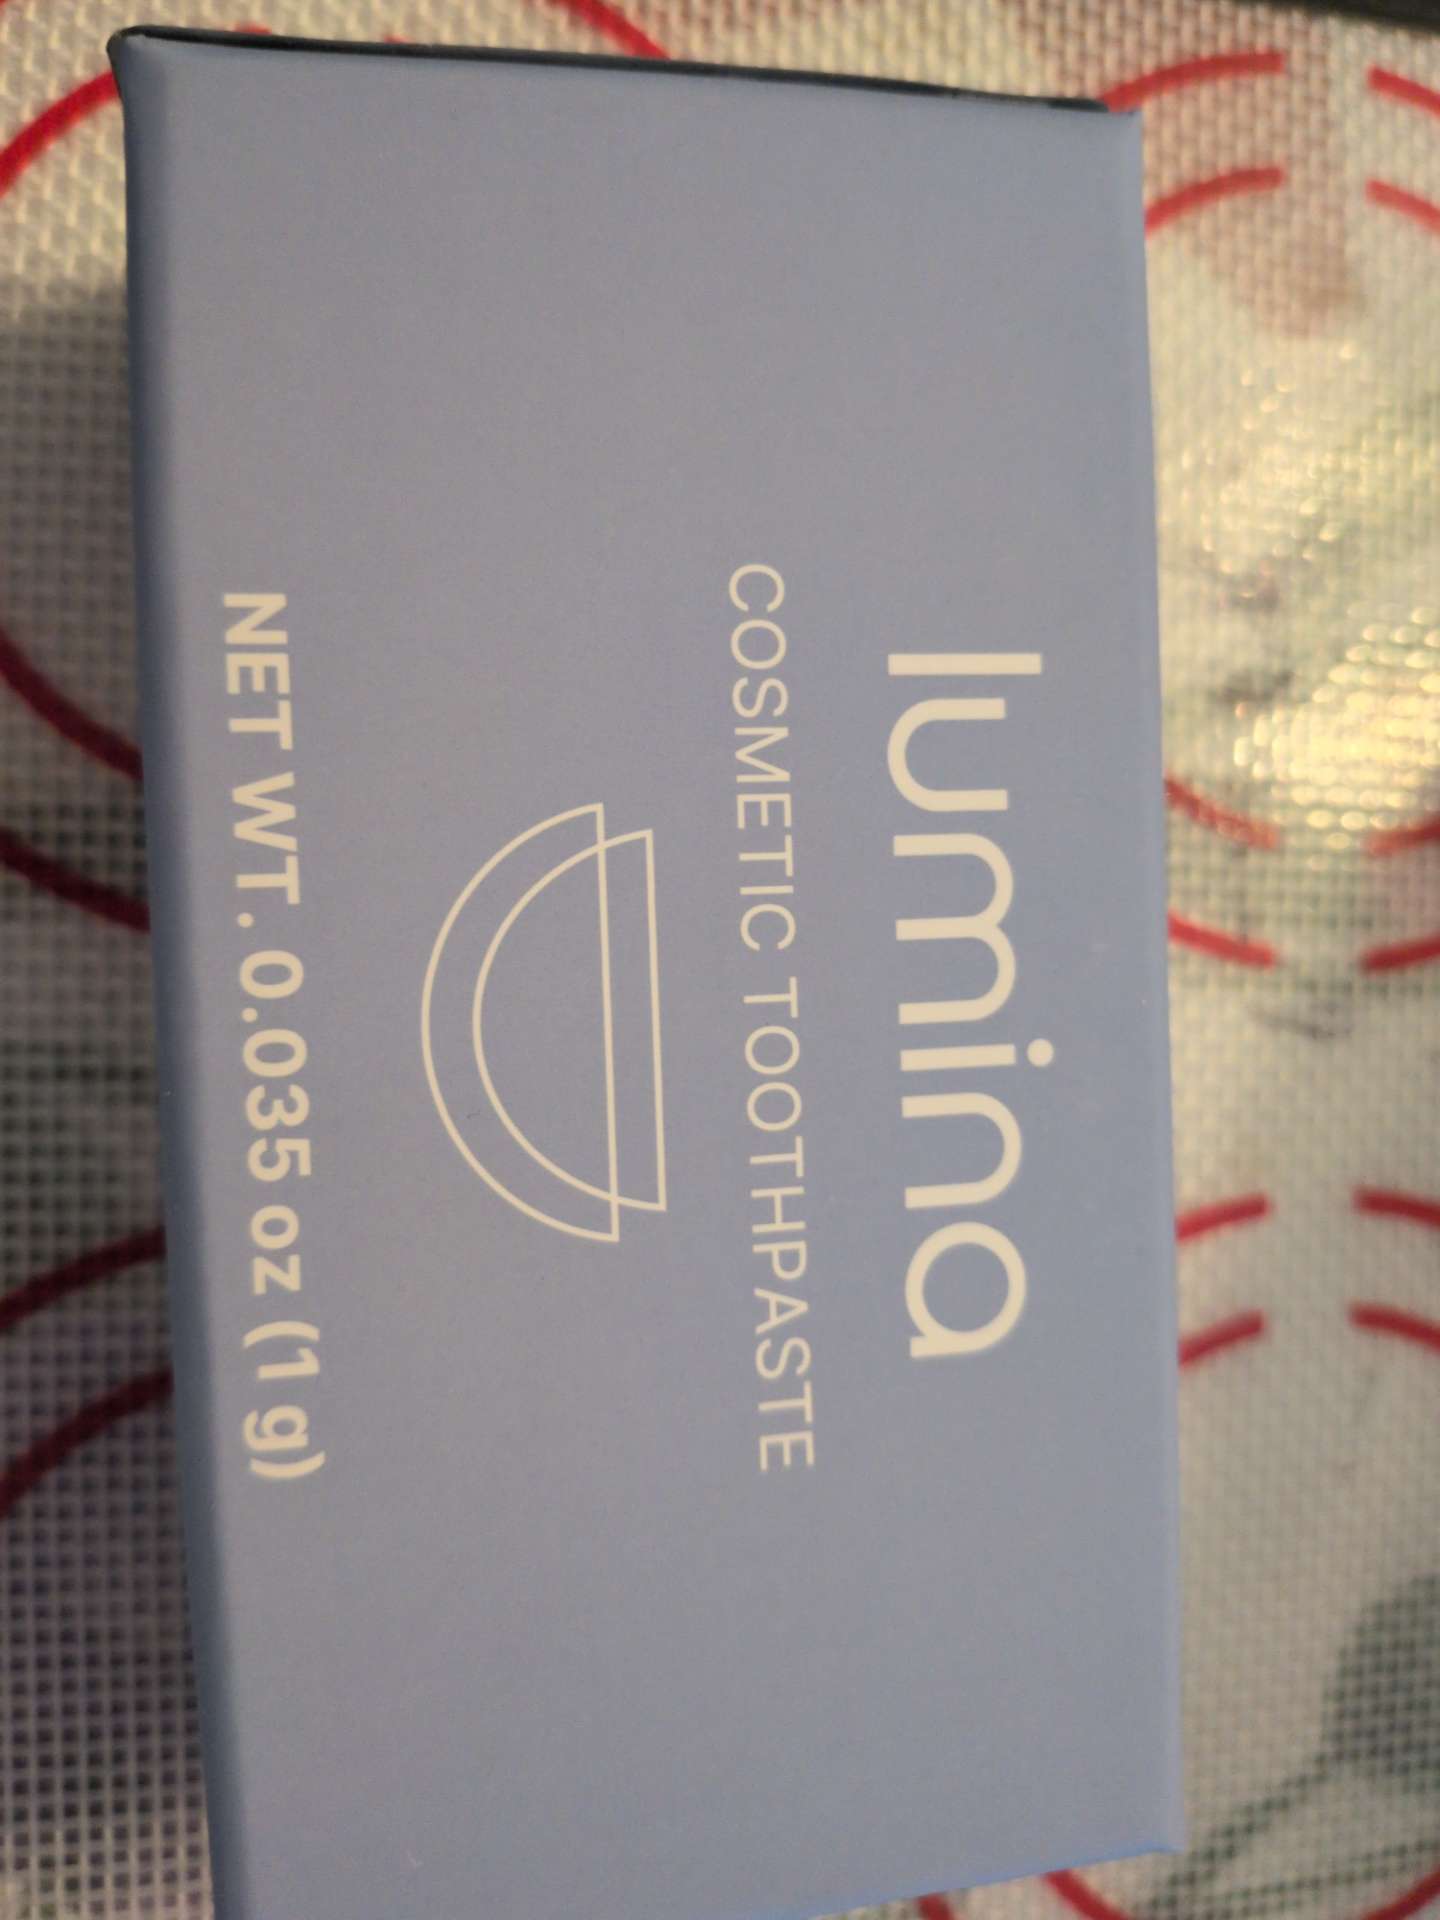 lumina
COSMETIC TOOTHPASTE
NET WT. 0.035 oz (1 g)